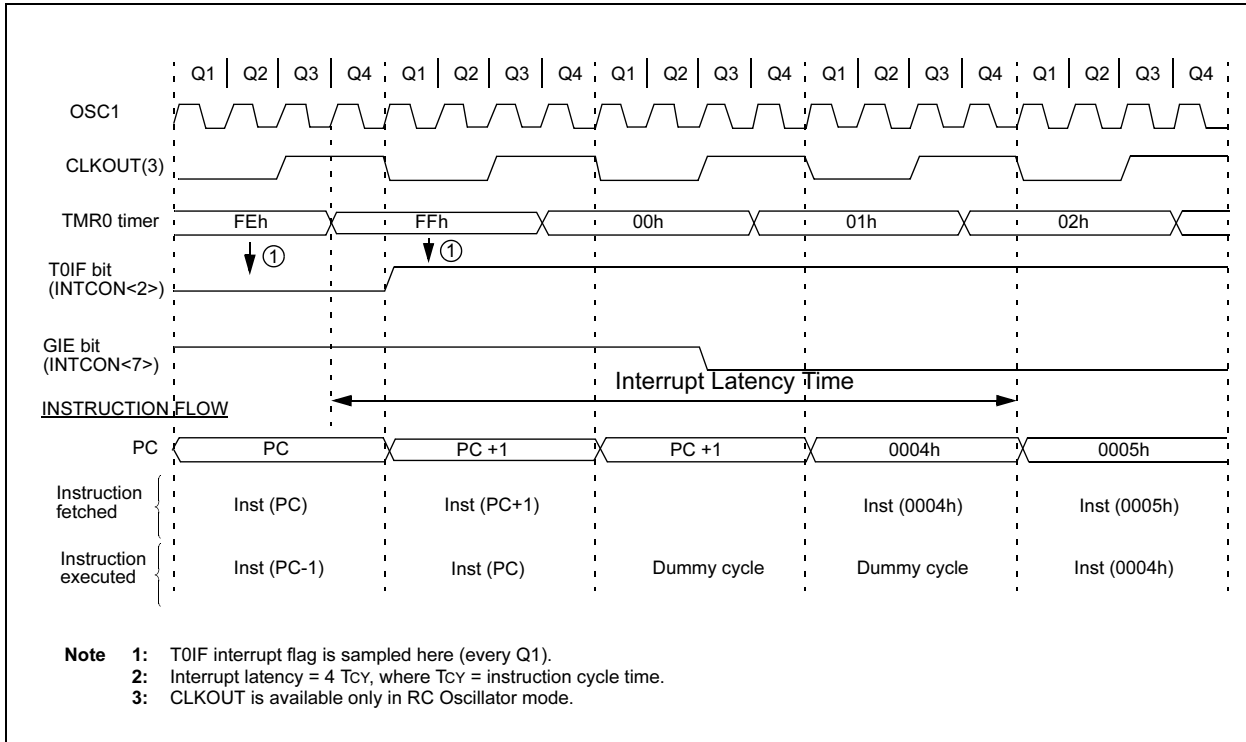 Q1 Q2 Q3 Q4 Q1 Q2 Q3 Q4 Q1 Q2 Q3 Q4 Q1 Q2 Q3 Q4 Q1 Q2 Q3 Q4
OSC1
CLKOUT(3)
TMR0 timer FEh FFh 00h 01h 02h
1 1
T0IF bit
(INTCON<2>)
GIE bit
(INTCON<7>)
Interrupt Latency Time
INSTRUCTION FLOW
PC PC PC +1 PC +1 0004h 0005h
Instruction
fetched
Inst (PC) Inst (PC+1) Inst (0004h) Inst (0005h)
Instruction
executed
Inst (PC-1) Inst (PC) Dummy cycle Dummy cycle Inst (0004h)
Note 1: T0IF interrupt flag is sampled here (every Q1).
2: Interrupt latency = 4 TCY, where TCY = instruction cycle time.
3: CLKOUT is available only in RC Oscillator mode.